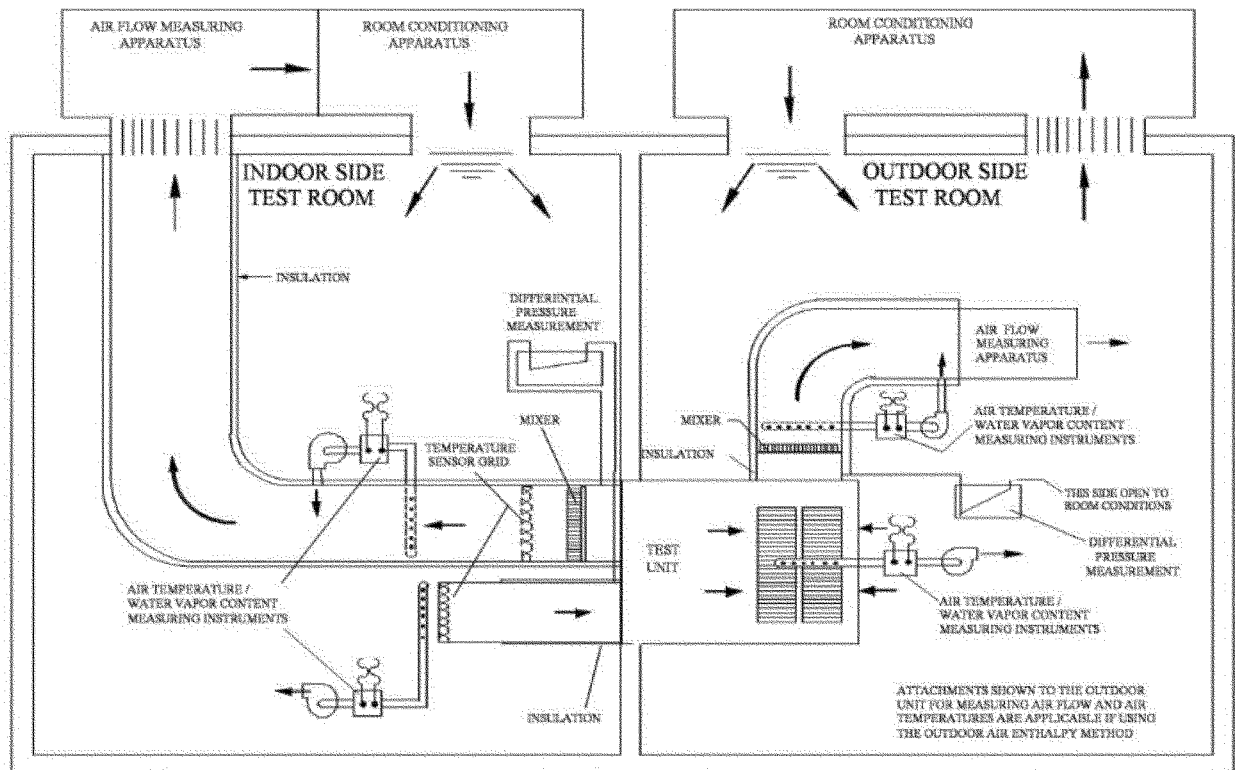 AIR FLOW MEASURING
APPARATUS
ROOM CONDITIONING
APPARATUS
ROOM CONDITIONING
APPARATUS
INDOOR SIDE
TEST ROOM
OUTDOOR SIDE
TEST ROOM
INSULATION
DIFFERENTIAL
PRESSURE
MEASUREMENT
AIR FLOW
MEASURING
APPARATUS
MIXER
TEMPERATURE
SENSOR GRID
MIXER
AIR TEMPERATURE /
WATER VAPOR CONTENT
MEASURING INSTRUMENTS
INSULATION
THIS SIDE OPEN TO
ROOM CONDITIONS
TEST
UNIT
DIFFERENTIAL
PRESSURE
MEASUREMENT
AIR TEMPERATURE /
WATER VAPOR CONTENT
MEASURING INSTRUMENTS
AIR TEMPERATURE /
WATER VAPOR CONTENT
MEASURING INSTRUMENTS
INSULATION
ATTACHMENTS SHOWN TO THE OUTDOOR
UNIT FOR MEASURING AIR FLOW AND AIR
TEMPERATURES ARE APPLICABLE IF USING
THE OUTDOOR AIR ENTHALPY METHOD